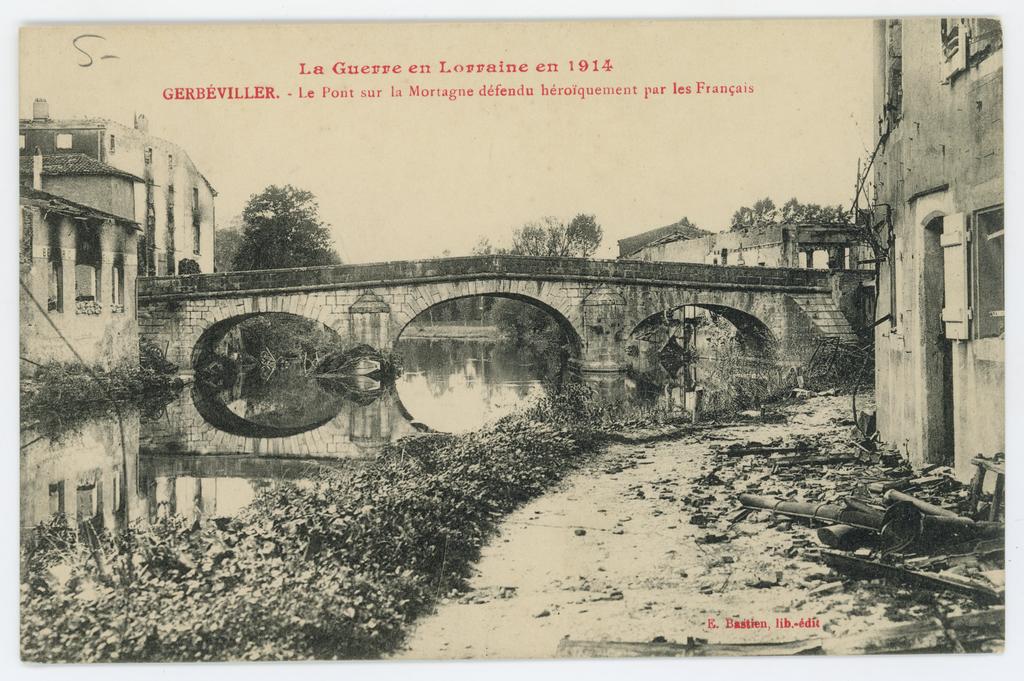 5-
La Guerre en Lorraine en 1914
GERBÉVILLER. - Le Pont sur la Mortagne défendu héroïquement par les Français
E. Bastien, lib.-édit